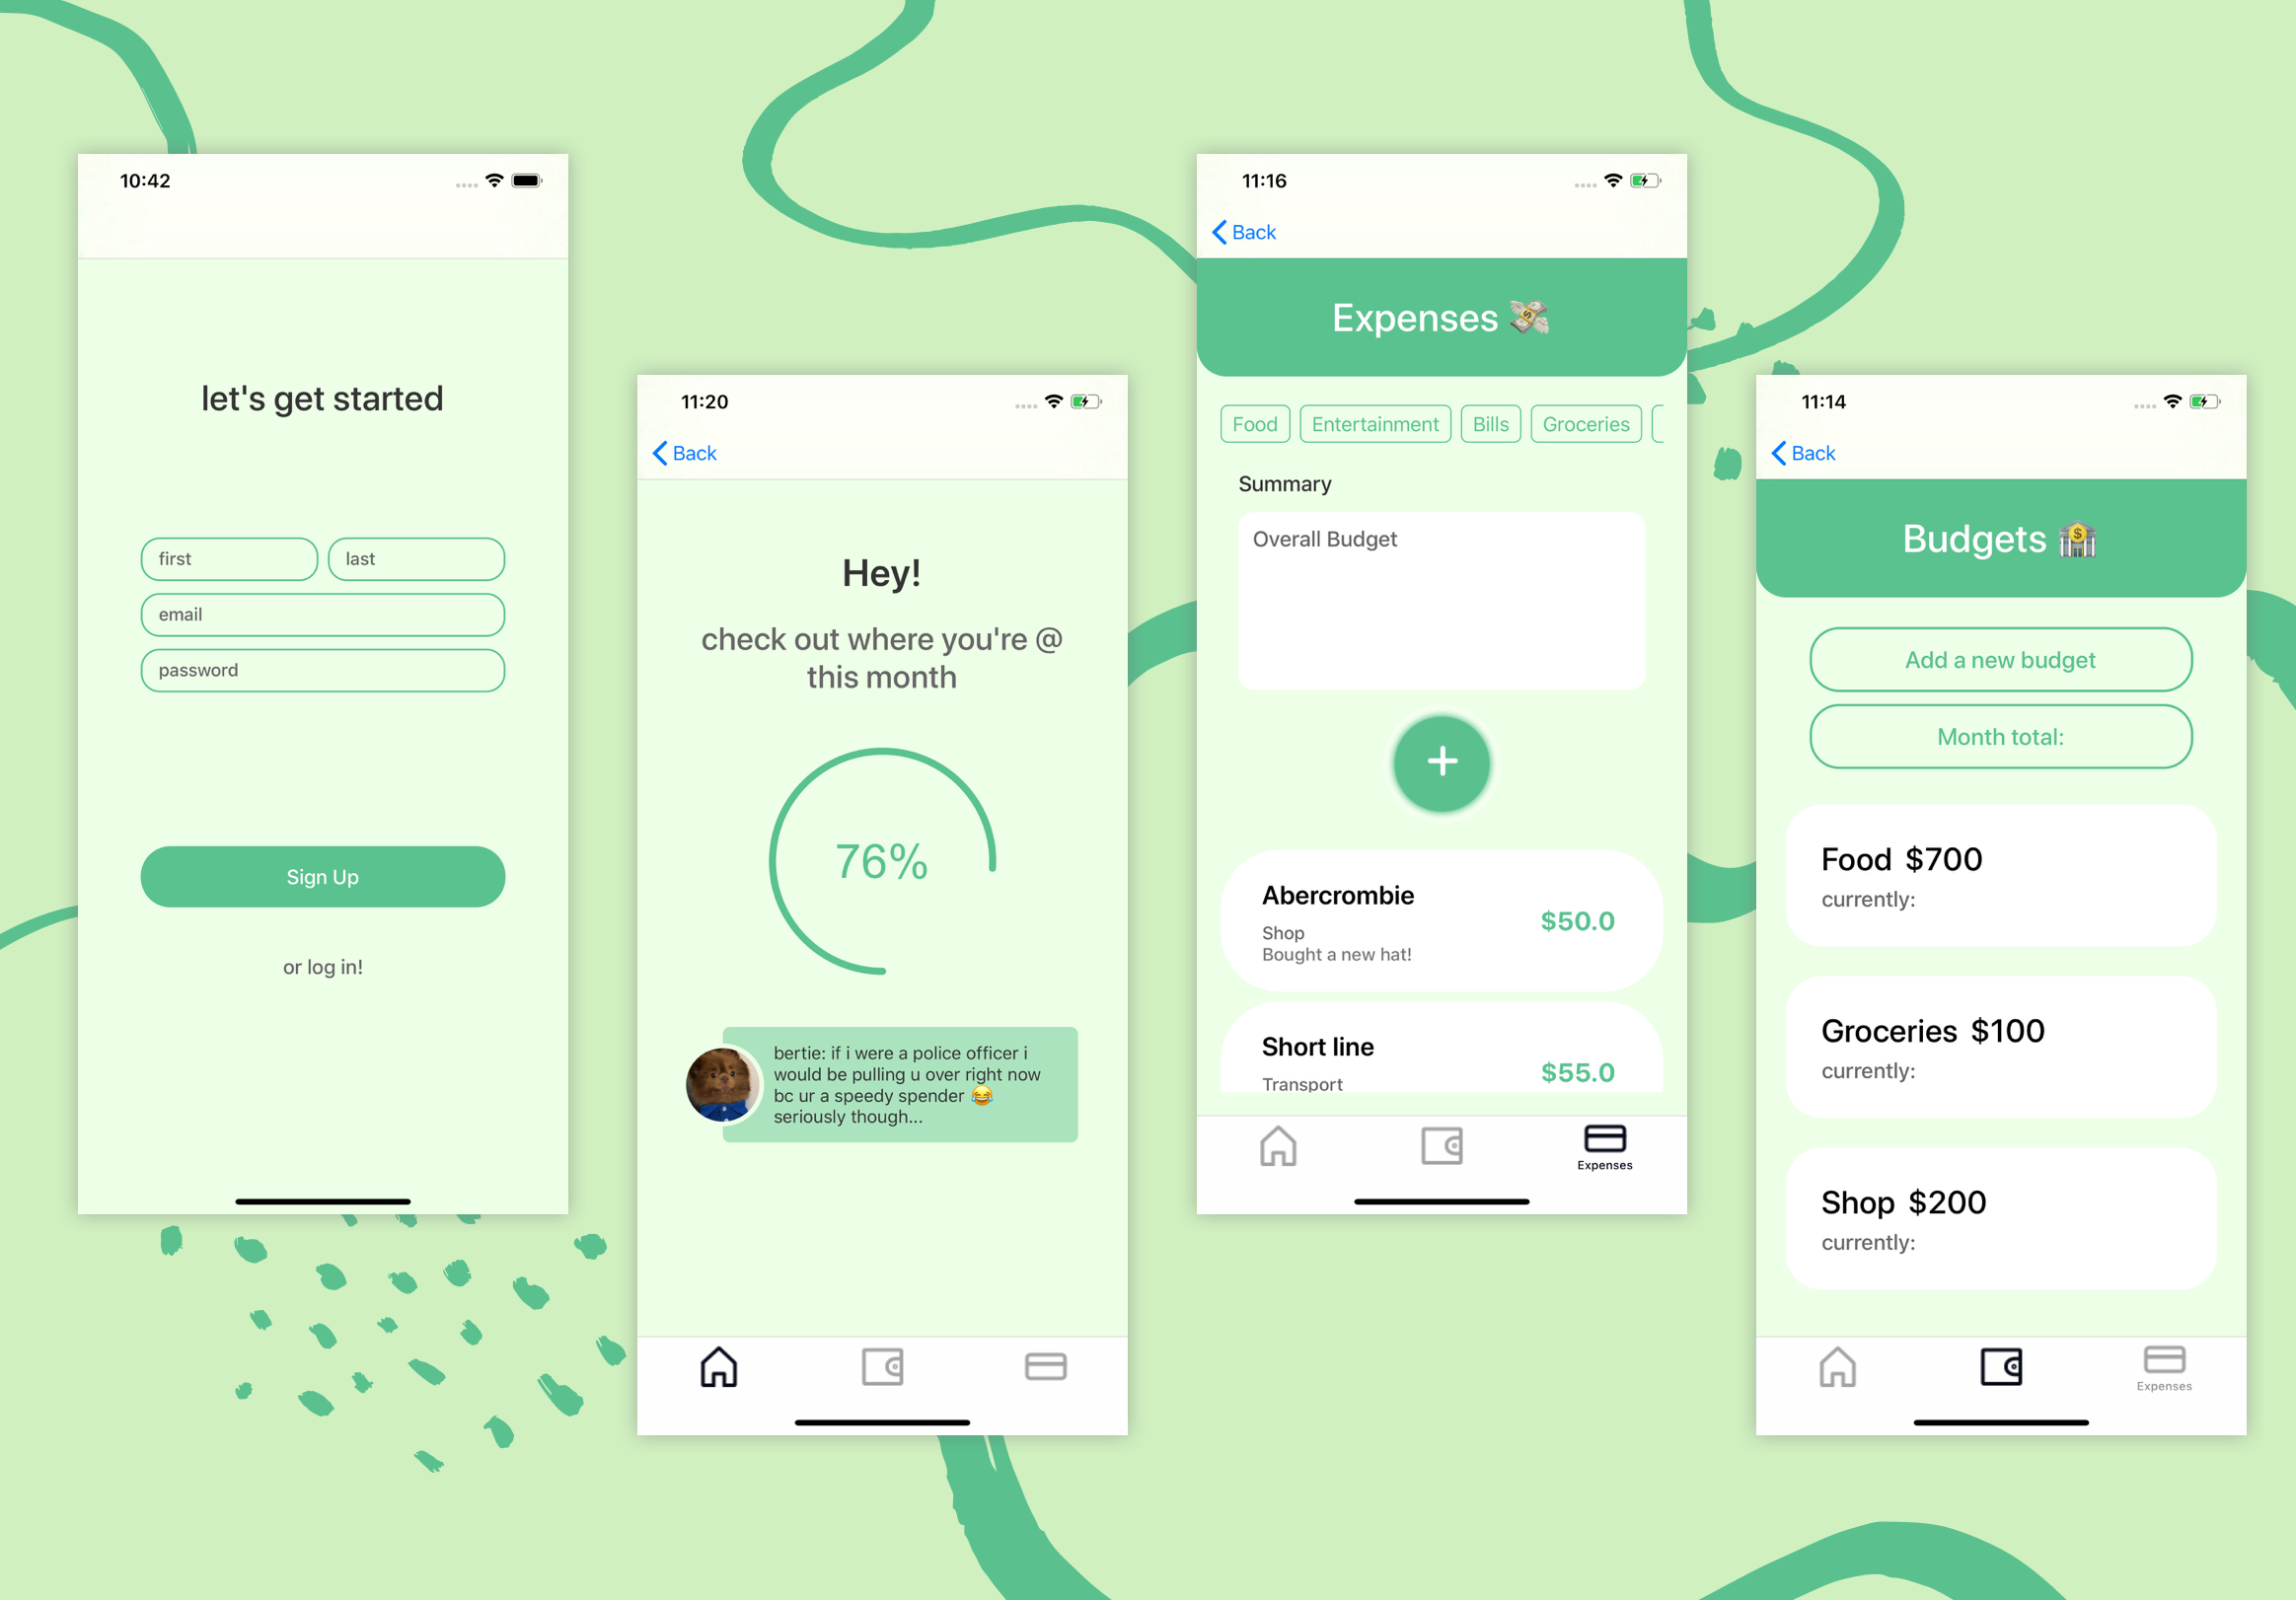 10:42
let's get started
first
last
email
password
Sign Up
or log in!
11:20
Back
Hey!
check out where you're @
this month
76%
bertie: if i were a police officer i
would be pulling u over right now
bc ur a speedy spender 😂
seriously though...
11:16
Back
Expenses 💸
Food
Entertainment
Bills
Groceries
Summary
Overall Budget
+
Abercrombie
$50.0
Shop
Bought a new hat!
Short line
$55.0
Transport
Expenses
11:14
Back
Budgets 🏦
Add a new budget
Month total:
Food $700
currently:
Groceries $100
currently:
Shop $200
currently:
Expenses